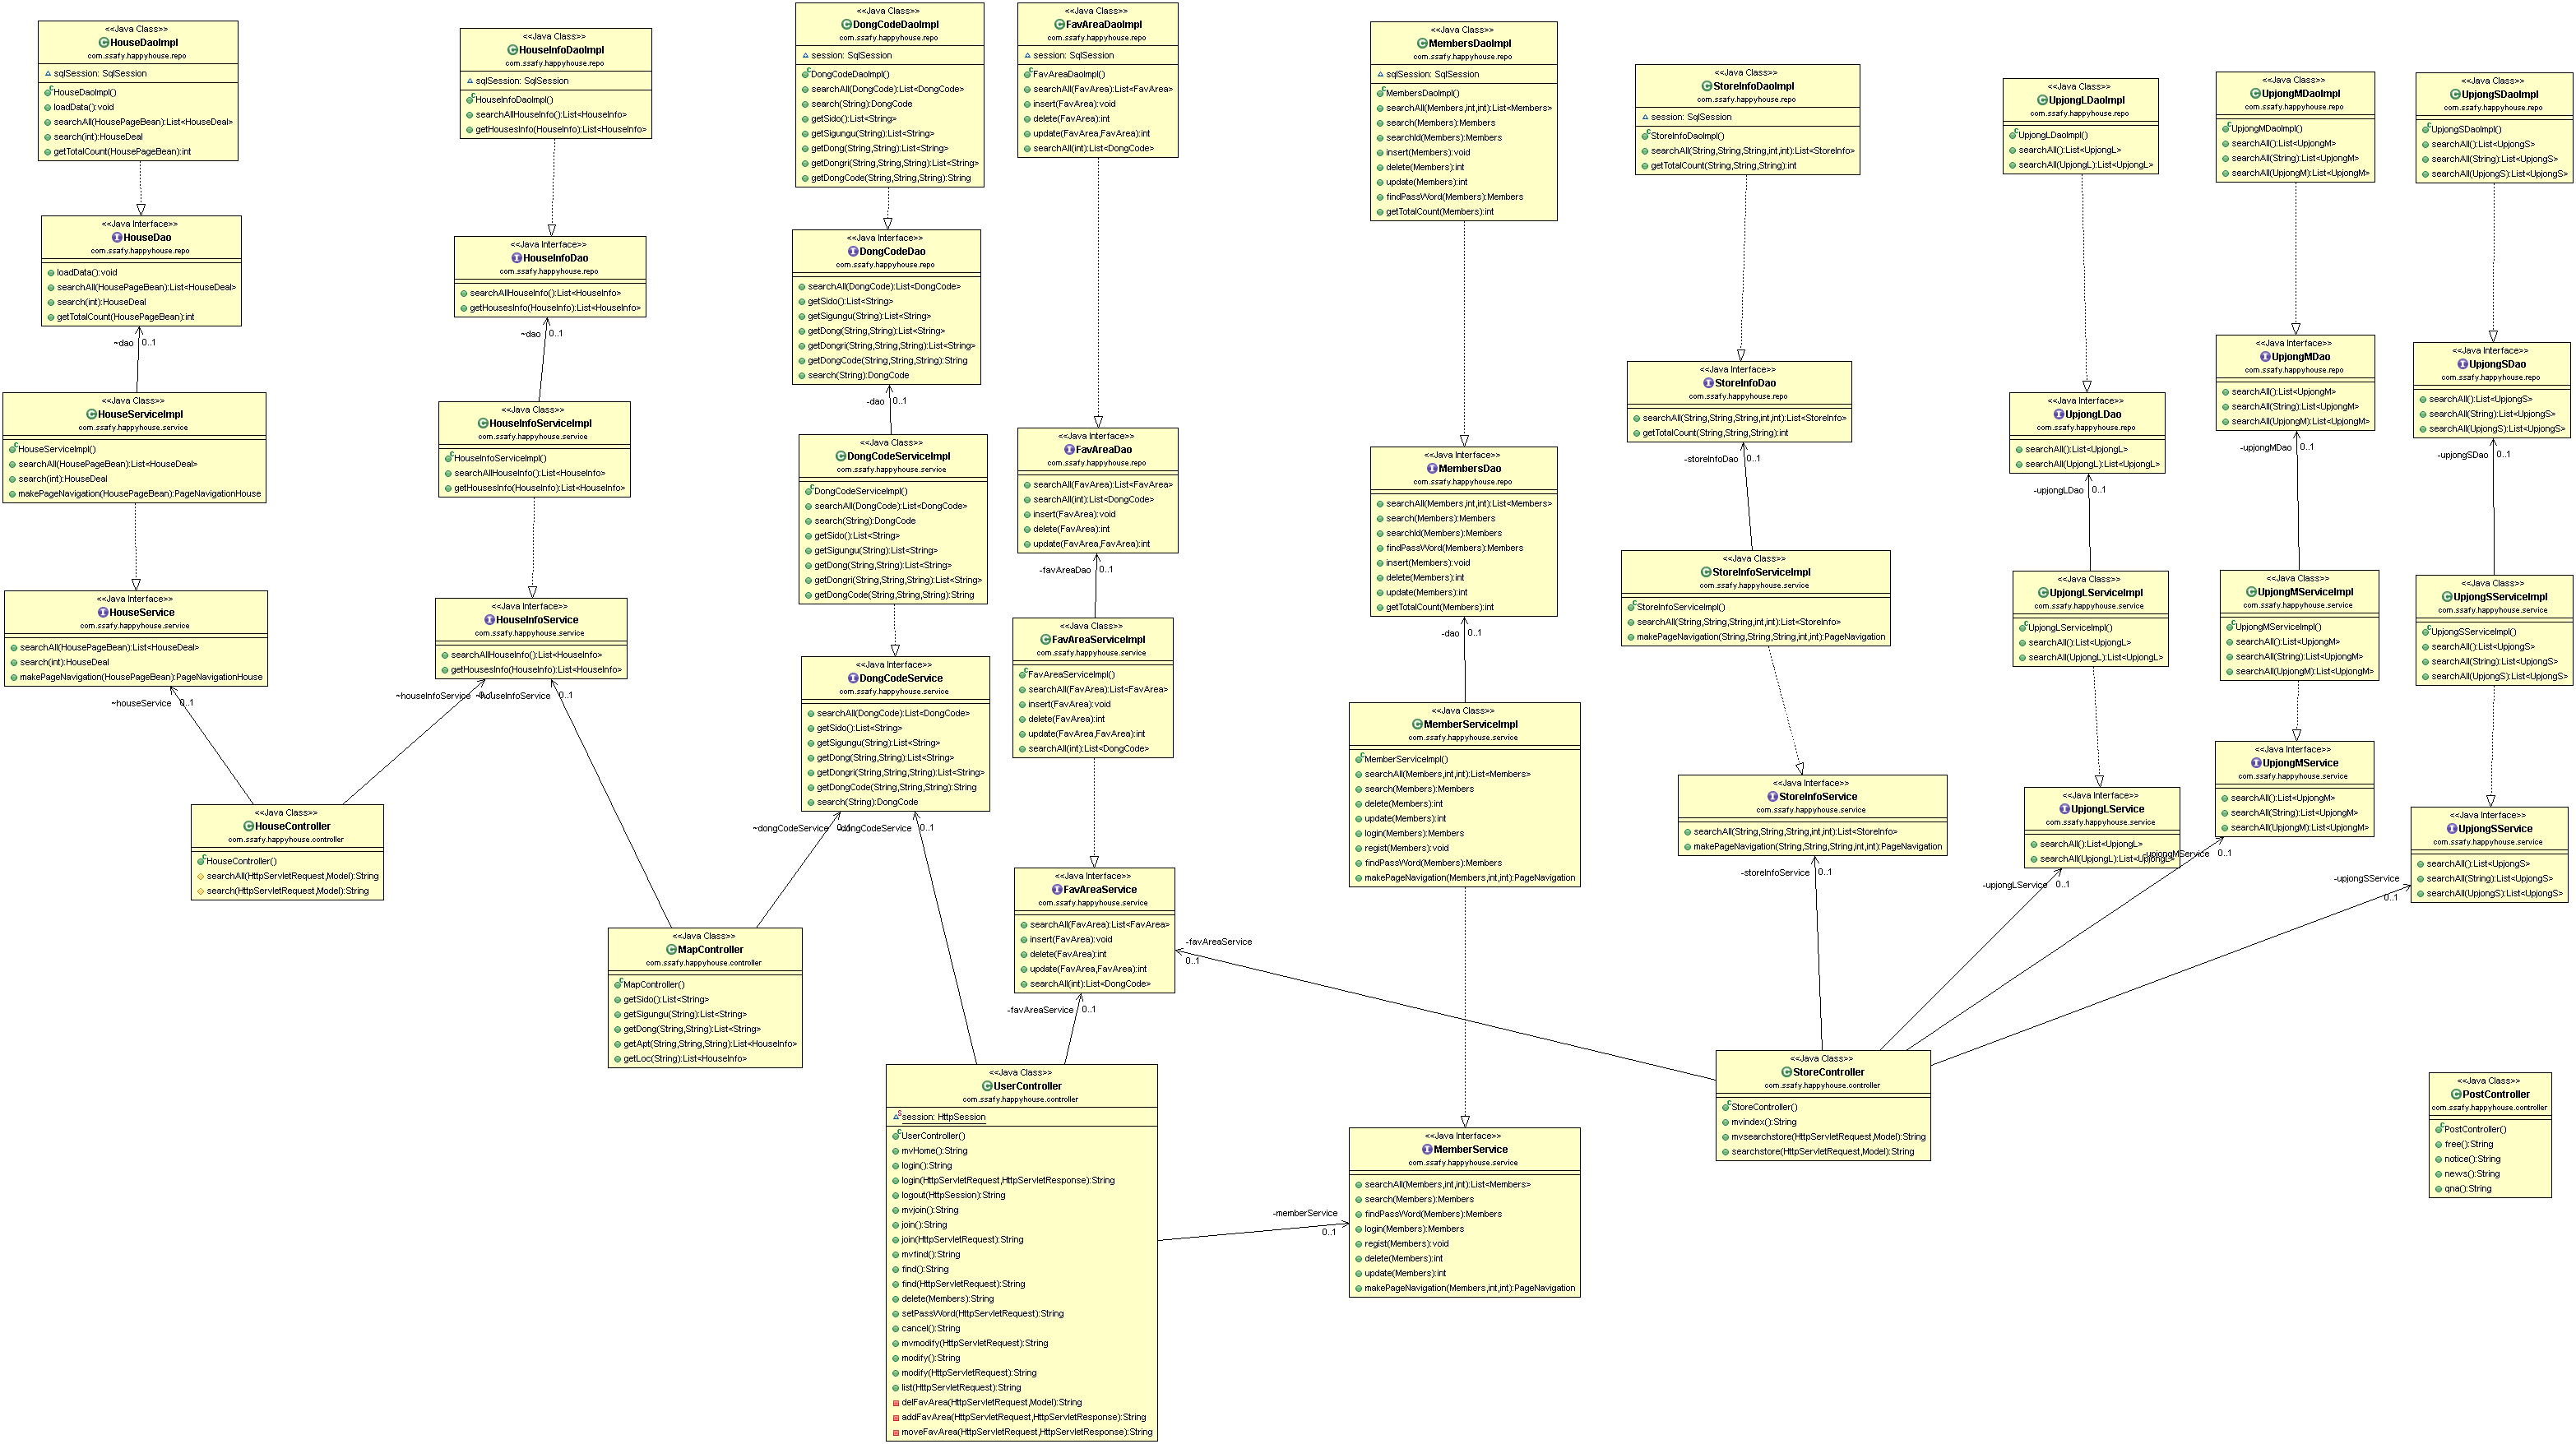 <<Java Class>>
HouseDaoImpl
com.ssafy.happyhouse.repo
sqlSession: SqlSession
HouseDaoImpl()
loadData():void
searchAll(HousePageBean):List<HouseDeal>
search(int):HouseDeal
getTotalCount(HousePageBean):int
<<Java Interface>>
HouseDao
com.ssafy.happyhouse.repo
loadData():void
searchAll(HousePageBean):List<HouseDeal>
search(int):HouseDeal
getTotalCount(HousePageBean):int
~dao 0..1
<<Java Class>>
HouseServiceImpl
com.ssafy.happyhouse.service
HouseServiceImpl()
searchAll(HousePageBean):List<HouseDeal>
search(int):HouseDeal
makePageNavigation(HousePageBean):PageNavigationHouse
<<Java Interface>>
HouseService
com.ssafy.happyhouse.service
searchAll(HousePageBean):List<HouseDeal>
search(int):HouseDeal
makePageNavigation(HousePageBean):PageNavigationHouse
~houseService 0..1
<<Java Class>>
HouseController
com.ssafy.happyhouse.controller
HouseController()
searchAll(HttpServletRequest,Model):String
search(HttpServletRequest,Model):String
<<Java Class>>
HouseInfoDaoImpl
com.ssafy.happyhouse.repo
sqlSession: SqlSession
HouseInfoDaoImpl()
searchAllHouseInfo():List<HouseInfo>
getHousesInfo(HouseInfo):List<HouseInfo>
<<Java Interface>>
HouseInfoDao
com.ssafy.happyhouse.repo
searchAllHouseInfo():List<HouseInfo>
getHousesInfo(HouseInfo):List<HouseInfo>
~dao 0..1
<<Java Class>>
HouseInfoServiceImpl
com.ssafy.happyhouse.service
HouseInfoServiceImpl()
searchAllHouseInfo():List<HouseInfo>
getHousesInfo(HouseInfo):List<HouseInfo>
<<Java Interface>>
HouseInfoService
com.ssafy.happyhouse.service
searchAllHouseInfo():List<HouseInfo>
getHousesInfo(HouseInfo):List<HouseInfo>
~houseInfoService
~houseInfoService 0..1
<<Java Class>>
MapController
com.ssafy.happyhouse.controller
MapController()
getSido():List<String>
getSigungu(String):List<String>
getDong(String,String):List<String>
getApt(String,String,String):List<HouseInfo>
getLoc(String):List<HouseInfo>
<<Java Class>>
DongCodeDaoImpl
com.ssafy.happyhouse.repo
session: SqlSession
DongCodeDaoImpl()
searchAll(DongCode):List<DongCode>
search(String):DongCode
getSido():List<String>
getSigungu(String):List<String>
getDong(String,String):List<String>
getDongri(String,String,String):List<String>
getDongCode(String,String,String):String
<<Java Interface>>
DongCodeDao
com.ssafy.happyhouse.repo
searchAll(DongCode):List<DongCode>
getSido():List<String>
getSigungu(String):List<String>
getDong(String,String):List<String>
getDongri(String,String,String):List<String>
getDongCode(String,String,String):String
search(String):DongCode
-dao 0..1
<<Java Class>>
DongCodeServiceImpl
com.ssafy.happyhouse.service
DongCodeServiceImpl()
searchAll(DongCode):List<DongCode>
search(String):DongCode
getSido():List<String>
getSigungu(String):List<String>
getDong(String,String):List<String>
getDongri(String,String,String):List<String>
getDongCode(String,String,String):String
<<Java Interface>>
DongCodeService
com.ssafy.happyhouse.service
searchAll(DongCode):List<DongCode>
getSido():List<String>
getSigungu(String):List<String>
getDong(String,String):List<String>
getDongri(String,String,String):List<String>
getDongCode(String,String,String):String
search(String):DongCode
~dongCodeService 0..1
dongCodeService 0..1
<<Java Class>>
FavAreaDaoImpl
com.ssafy.happyhouse.repo
session: SqlSession
FavAreaDaoImpl()
searchAll(FavArea):List<FavArea>
insert(FavArea):void
delete(FavArea):int
update(FavArea,FavArea):int
searchAll(int):List<DongCode>
<<Java Interface>>
FavAreaDao
com.ssafy.happyhouse.repo
searchAll(FavArea):List<FavArea>
searchAll(int):List<DongCode>
insert(FavArea):void
delete(FavArea):int
update(FavArea,FavArea):int
-favAreaDao 0..1
<<Java Class>>
FavAreaServiceImpl
com.ssafy.happyhouse.service
FavAreaServiceImpl()
searchAll(FavArea):List<FavArea>
insert(FavArea):void
delete(FavArea):int
update(FavArea,FavArea):int
searchAll(int):List<DongCode>
<<Java Interface>>
FavAreaService
com.ssafy.happyhouse.service
searchAll(FavArea):List<FavArea>
insert(FavArea):void
delete(FavArea):int
update(FavArea,FavArea):int
searchAll(int):List<DongCode>
-favAreaService
0..1
-favAreaService 0..1
<<Java Class>>
UserController
com.ssafy.happyhouse.controller
session: HttpSession
UserController()
mvHome():String
login():String
login(HttpServletRequest,HttpServletResponse):String
logout(HttpSession):String
mvjoin():String
join():String
join(HttpServletRequest):String
mvfind():String
find():String
find(HttpServletRequest):String
delete(Members):String
setPassWord(HttpServletRequest):String
cancel():String
mvmodify(HttpServletRequest):String
modify():String
modify(HttpServletRequest):String
list(HttpServletRequest):String
delFavArea(HttpServletRequest,Model):String
addFavArea(HttpServletRequest,HttpServletResponse):String
moveFavArea(HttpServletRequest,HttpServletResponse):String
<<Java Class>>
MembersDaoImpl
com.ssafy.happyhouse.repo
sqlSession: SqlSession
MembersDaoImpl()
searchAll(Members,int,int):List<Members>
search(Members):Members
searchId(Members):Members
insert(Members):void
delete(Members):int
update(Members):int
findPassWord(Members):Members
getTotalCount(Members):int
<<Java Interface>>
MembersDao
com.ssafy.happyhouse.repo
searchAll(Members,int,int):List<Members>
search(Members):Members
searchId(Members):Members
findPassWord(Members):Members
insert(Members):void
delete(Members):int
update(Members):int
getTotalCount(Members):int
-dao 0..1
<<Java Class>>
MemberServiceImpl
com.ssafy.happyhouse.service
MemberServiceImpl()
searchAll(Members,int,int):List<Members>
search(Members):Members
delete(Members):int
update(Members):int
login(Members):Members
regist(Members):void
findPassWord(Members):Members
makePageNavigation(Members,int,int):PageNavigation
<<Java Interface>>
MemberService
com.ssafy.happyhouse.service
searchAll(Members,int,int):List<Members>
search(Members):Members
findPassWord(Members):Members
login(Members):Members
regist(Members):void
delete(Members):int
update(Members):int
makePageNavigation(Members,int,int):PageNavigation
-memberService
0..1
<<Java Class>>
StoreInfoDaoImpl
com.ssafy.happyhouse.repo
session: SqlSession
StoreInfoDaoImpl()
searchAll(String,String,String,int,int):List<StoreInfo>
getTotalCount(String,String,String):int
<<Java Interface>>
StoreInfoDao
com.ssafy.happyhouse.repo
searchAll(String,String,String,int,int):List<StoreInfo>
getTotalCount(String,String,String):int
-storeInfoDao 0..1
<<Java Class>>
StoreInfoServiceImpl
com.ssafy.happyhouse.service
StoreInfoServiceImpl()
searchAll(String,String,String,int,int):List<StoreInfo>
makePageNavigation(String,String,String,int,int):PageNavigation
<<Java Interface>>
StoreInfoService
com.ssafy.happyhouse.service
searchAll(String,String,String,int,int):List<StoreInfo>
makePageNavigation(String,String,String,int,int):PageNavigation
-storeInfoService 0..1
<<Java Class>>
StoreController
com.ssafy.happyhouse.controller
StoreController()
mvindex():String
mvsearchstore(HttpServletRequest,Model):String
searchstore(HttpServletRequest,Model):String
<<Java Class>>
UpjongLDaoImpl
com.ssafy.happyhouse.repo
UpjongLDaoImpl()
searchAll():List<UpjongL>
searchAll(UpjongL):List<UpjongL>
<<Java Interface>>
UpjongLDao
com.ssafy.happyhouse.repo
searchAll():List<UpjongL>
searchAll(UpjongL):List<UpjongL>
-upjongLDao 0..1
<<Java Class>>
UpjongLServiceImpl
com.ssafy.happyhouse.service
UpjongLServiceImpl()
searchAll():List<UpjongL>
searchAll(UpjongL):List<UpjongL>
<<Java Interface>>
UpjongLService
com.ssafy.happyhouse.service
searchAll():List<UpjongL>
searchAll(UpjongL):List<UpjongL>
-upjongLService 0..1
<<Java Class>>
UpjongMDaoImpl
com.ssafy.happyhouse.repo
UpjongMDaoImpl()
searchAll():List<UpjongM>
searchAll(String):List<UpjongM>
searchAll(UpjongM):List<UpjongM>
<<Java Interface>>
UpjongMDao
com.ssafy.happyhouse.repo
searchAll():List<UpjongM>
searchAll(String):List<UpjongM>
searchAll(UpjongM):List<UpjongM>
-upjongMDao 0..1
<<Java Class>>
UpjongMServiceImpl
com.ssafy.happyhouse.service
UpjongMServiceImpl()
searchAll():List<UpjongM>
searchAll(String):List<UpjongM>
searchAll(UpjongM):List<UpjongM>
<<Java Interface>>
UpjongMService
com.ssafy.happyhouse.service
searchAll():List<UpjongM>
searchAll(String):List<UpjongM>
searchAll(UpjongM):List<UpjongM>
-upjongMService 0..1
<<Java Class>>
UpjongSDaoImpl
com.ssafy.happyhouse.repo
UpjongSDaoImpl()
searchAll():List<UpjongS>
searchAll(String):List<UpjongS>
searchAll(UpjongS):List<UpjongS>
<<Java Interface>>
UpjongSDao
com.ssafy.happyhouse.repo
searchAll():List<UpjongS>
searchAll(String):List<UpjongS>
searchAll(UpjongS):List<UpjongS>
-upjongSDao 0..1
<<Java Class>>
UpjongSServiceImpl
com.ssafy.happyhouse.service
UpjongSServiceImpl()
searchAll():List<UpjongS>
searchAll(String):List<UpjongS>
searchAll(UpjongS):List<UpjongS>
<<Java Interface>>
UpjongSService
com.ssafy.happyhouse.service
searchAll():List<UpjongS>
searchAll(String):List<UpjongS>
searchAll(UpjongS):List<UpjongS>
-upjongSService
0..1
<<Java Class>>
PostController
com.ssafy.happyhouse.controller
PostController()
free():String
notice():String
news():String
qna():String